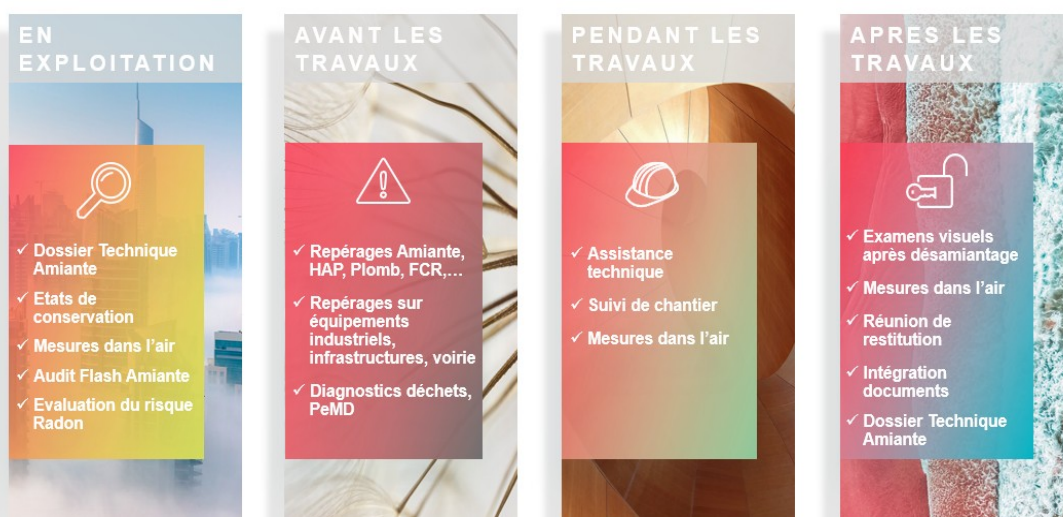 EN
EXPLOITATION
✓ Dossier Technique
Amiante
✓ Etats de
conservation
✓ Mesures dans l'air
✓ Audit Flash Amiante
✓ Evaluation du risque
Radon
AVANT LES
TRAVAUX
✓ Repérages Amiante,
HAP, Plomb, FCR,...
✓ Repérages sur
équipements
industriels,
infrastructures, voirie
✓ Diagnostics déchets,
PeMD
PENDANT LES
TRAVAUX
✓ Assistance
technique
✓ Suivi de chantier
✓ Mesures dans l'air
APRES LES
TRAVAUX
✓ Examens visuels
après désamiantage
✓ Mesures dans l'air
✓ Réunion de
restitution
✓ Intégration
documents
✓ Dossier Technique
Amiante